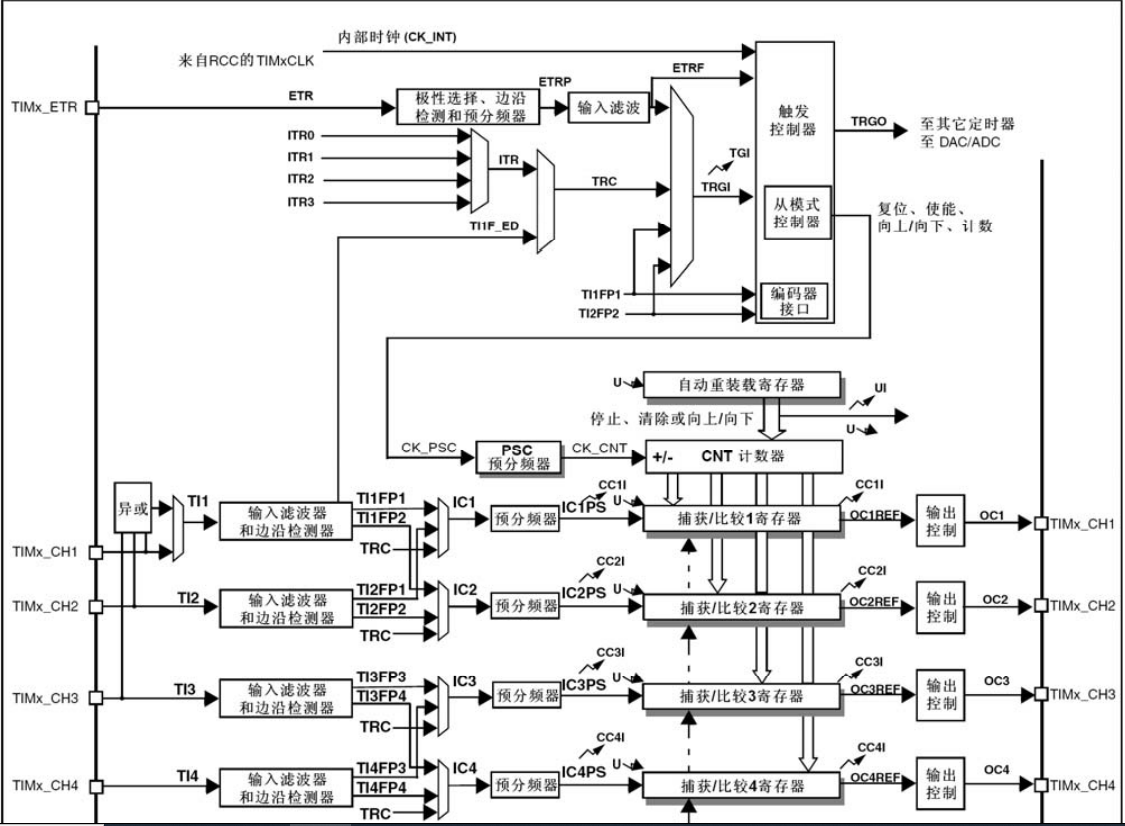 内部时钟 (CK_INT)
来自RCC的TIMxCLK
TIMx_ETR
ETR
极性选择、边沿
检测和预分频器
ETRP
输入滤波
ETRF
触发
控制器
TRGO
至其它定时器
至 DAC/ADC
ITR0
ITR1
ITR2
ITR3
ITR
TI1F_ED
TRC
TGI
TRGI
从模式
控制器
复位、使能、
向上/向下、计数
TI1FP1
TI2FP2
编码器
接口
U
自动重装载寄存器
UI
U
停止、清除或向上/向下
CK_PSC
PSC
预分频器
CK_CNT
+/-
CNT 计数器
异或
TI1
TIMx_CH1
输入滤波器
和边沿检测器
TI1FP1
TI1FP2
TRC
IC1
预分频器
IC1PS
CC1I
U
捕获/比较1寄存器
CC1I
OC1REF
输出
控制
OC1
TIMx_CH1
TIMx_CH2
TI2
输入滤波器
和边沿检测器
TI2FP1
TI2FP2
TRC
IC2
预分频器
IC2PS
CC2I
U
捕获/比较2寄存器
CC2I
OC2REF
输出
控制
OC2
TIMx_CH2
TIMx_CH3
TI3
输入滤波器
和边沿检测器
TI3FP3
TI3FP4
TRC
IC3
预分频器
IC3PS
CC3I
U
捕获/比较3寄存器
CC3I
OC3REF
输出
控制
OC3
TIMx_CH3
TIMx_CH4
TI4
输入滤波器
和边沿检测器
TI4FP3
TI4FP4
TRC
IC4
预分频器
IC4PS
CC4I
U
捕获/比较4寄存器
CC4I
OC4REF
输出
控制
OC4
TIMx_CH4